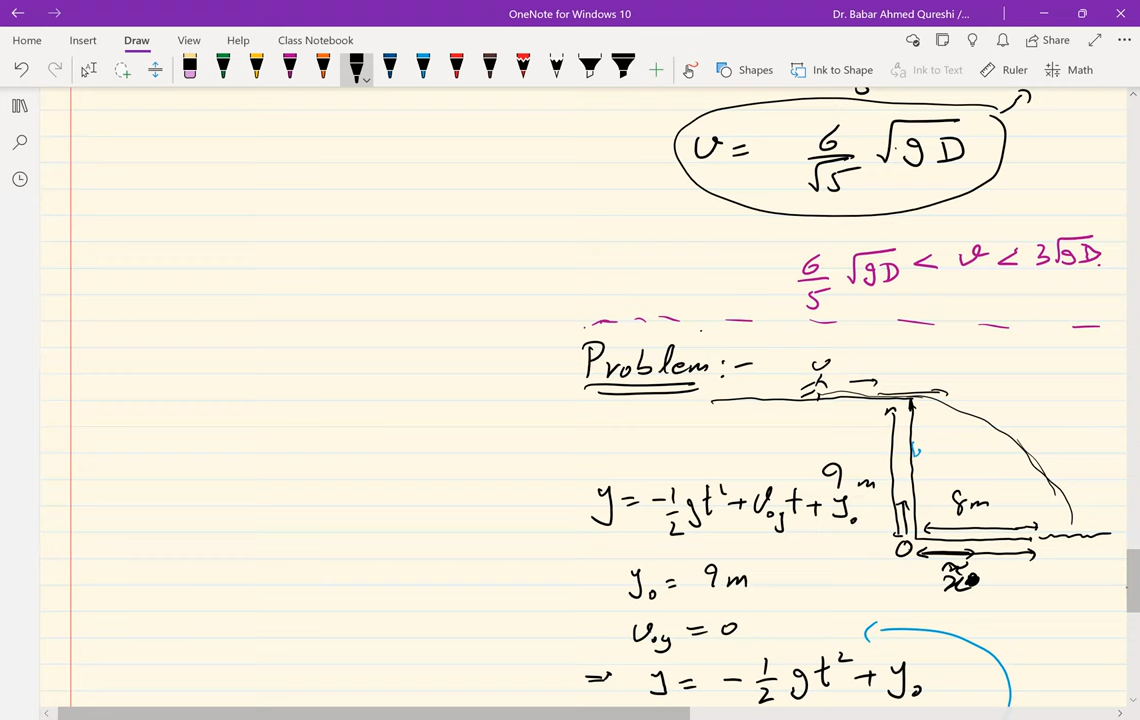 OneNote for Windows 10
Dr. Babar Ahmed Qureshi /...
Home Insert Draw View Help Class Notebook
Share
Shapes Ink to Shape Ink to Text Ruler Math
v = 6/√5 √gD
6/5 √gD < v < 3√gD.
Problem :-
v
9 m
y = -1/2 gt² + v₀y t + y₀
8m
O
x
y₀ = 9 m
v₀y = 0
⇒ y = - 1/2 gt² + y₀